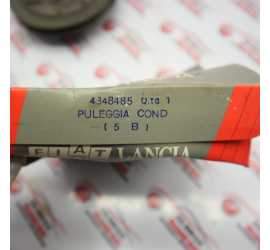 4348485 Q.tà 1
PULEGGIA COND
(5 B)
FIAT LANCIA